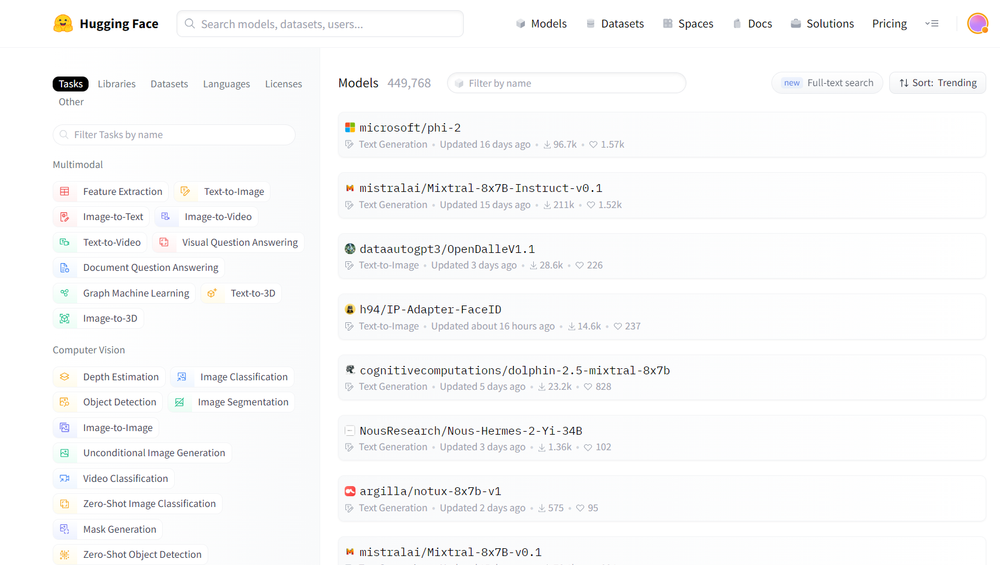 Hugging Face
Search models, datasets, users...
Models
Datasets
Spaces
Docs
Solutions
Pricing
Tasks
Libraries
Datasets
Languages
Licenses
Other
Filter Tasks by name
Multimodal
Feature Extraction
Text-to-Image
Image-to-Text
Image-to-Video
Text-to-Video
Visual Question Answering
Document Question Answering
Graph Machine Learning
Text-to-3D
Image-to-3D
Computer Vision
Depth Estimation
Image Classification
Object Detection
Image Segmentation
Image-to-Image
Unconditional Image Generation
Video Classification
Zero-Shot Image Classification
Mask Generation
Zero-Shot Object Detection
Models 449,768
Filter by name
new Full-text search
Sort: Trending
microsoft/phi-2
Text Generation • Updated 16 days ago • 96.7k • 1.57k
mistralai/Mixtral-8x7B-Instruct-v0.1
Text Generation • Updated 15 days ago • 211k • 1.52k
dataautogpt3/OpenDalleV1.1
Text-to-Image • Updated 3 days ago • 28.6k • 226
h94/IP-Adapter-FaceID
Text-to-Image • Updated about 16 hours ago • 14.6k • 237
cognitivecomputations/dolphin-2.5-mixtral-8x7b
Text Generation • Updated 5 days ago • 23.2k • 828
NousResearch/Nous-Hermes-2-Yi-34B
Text Generation • Updated 3 days ago • 1.36k • 102
argilla/notux-8x7b-v1
Text Generation • Updated 2 days ago • 575 • 95
mistralai/Mixtral-8x7B-v0.1